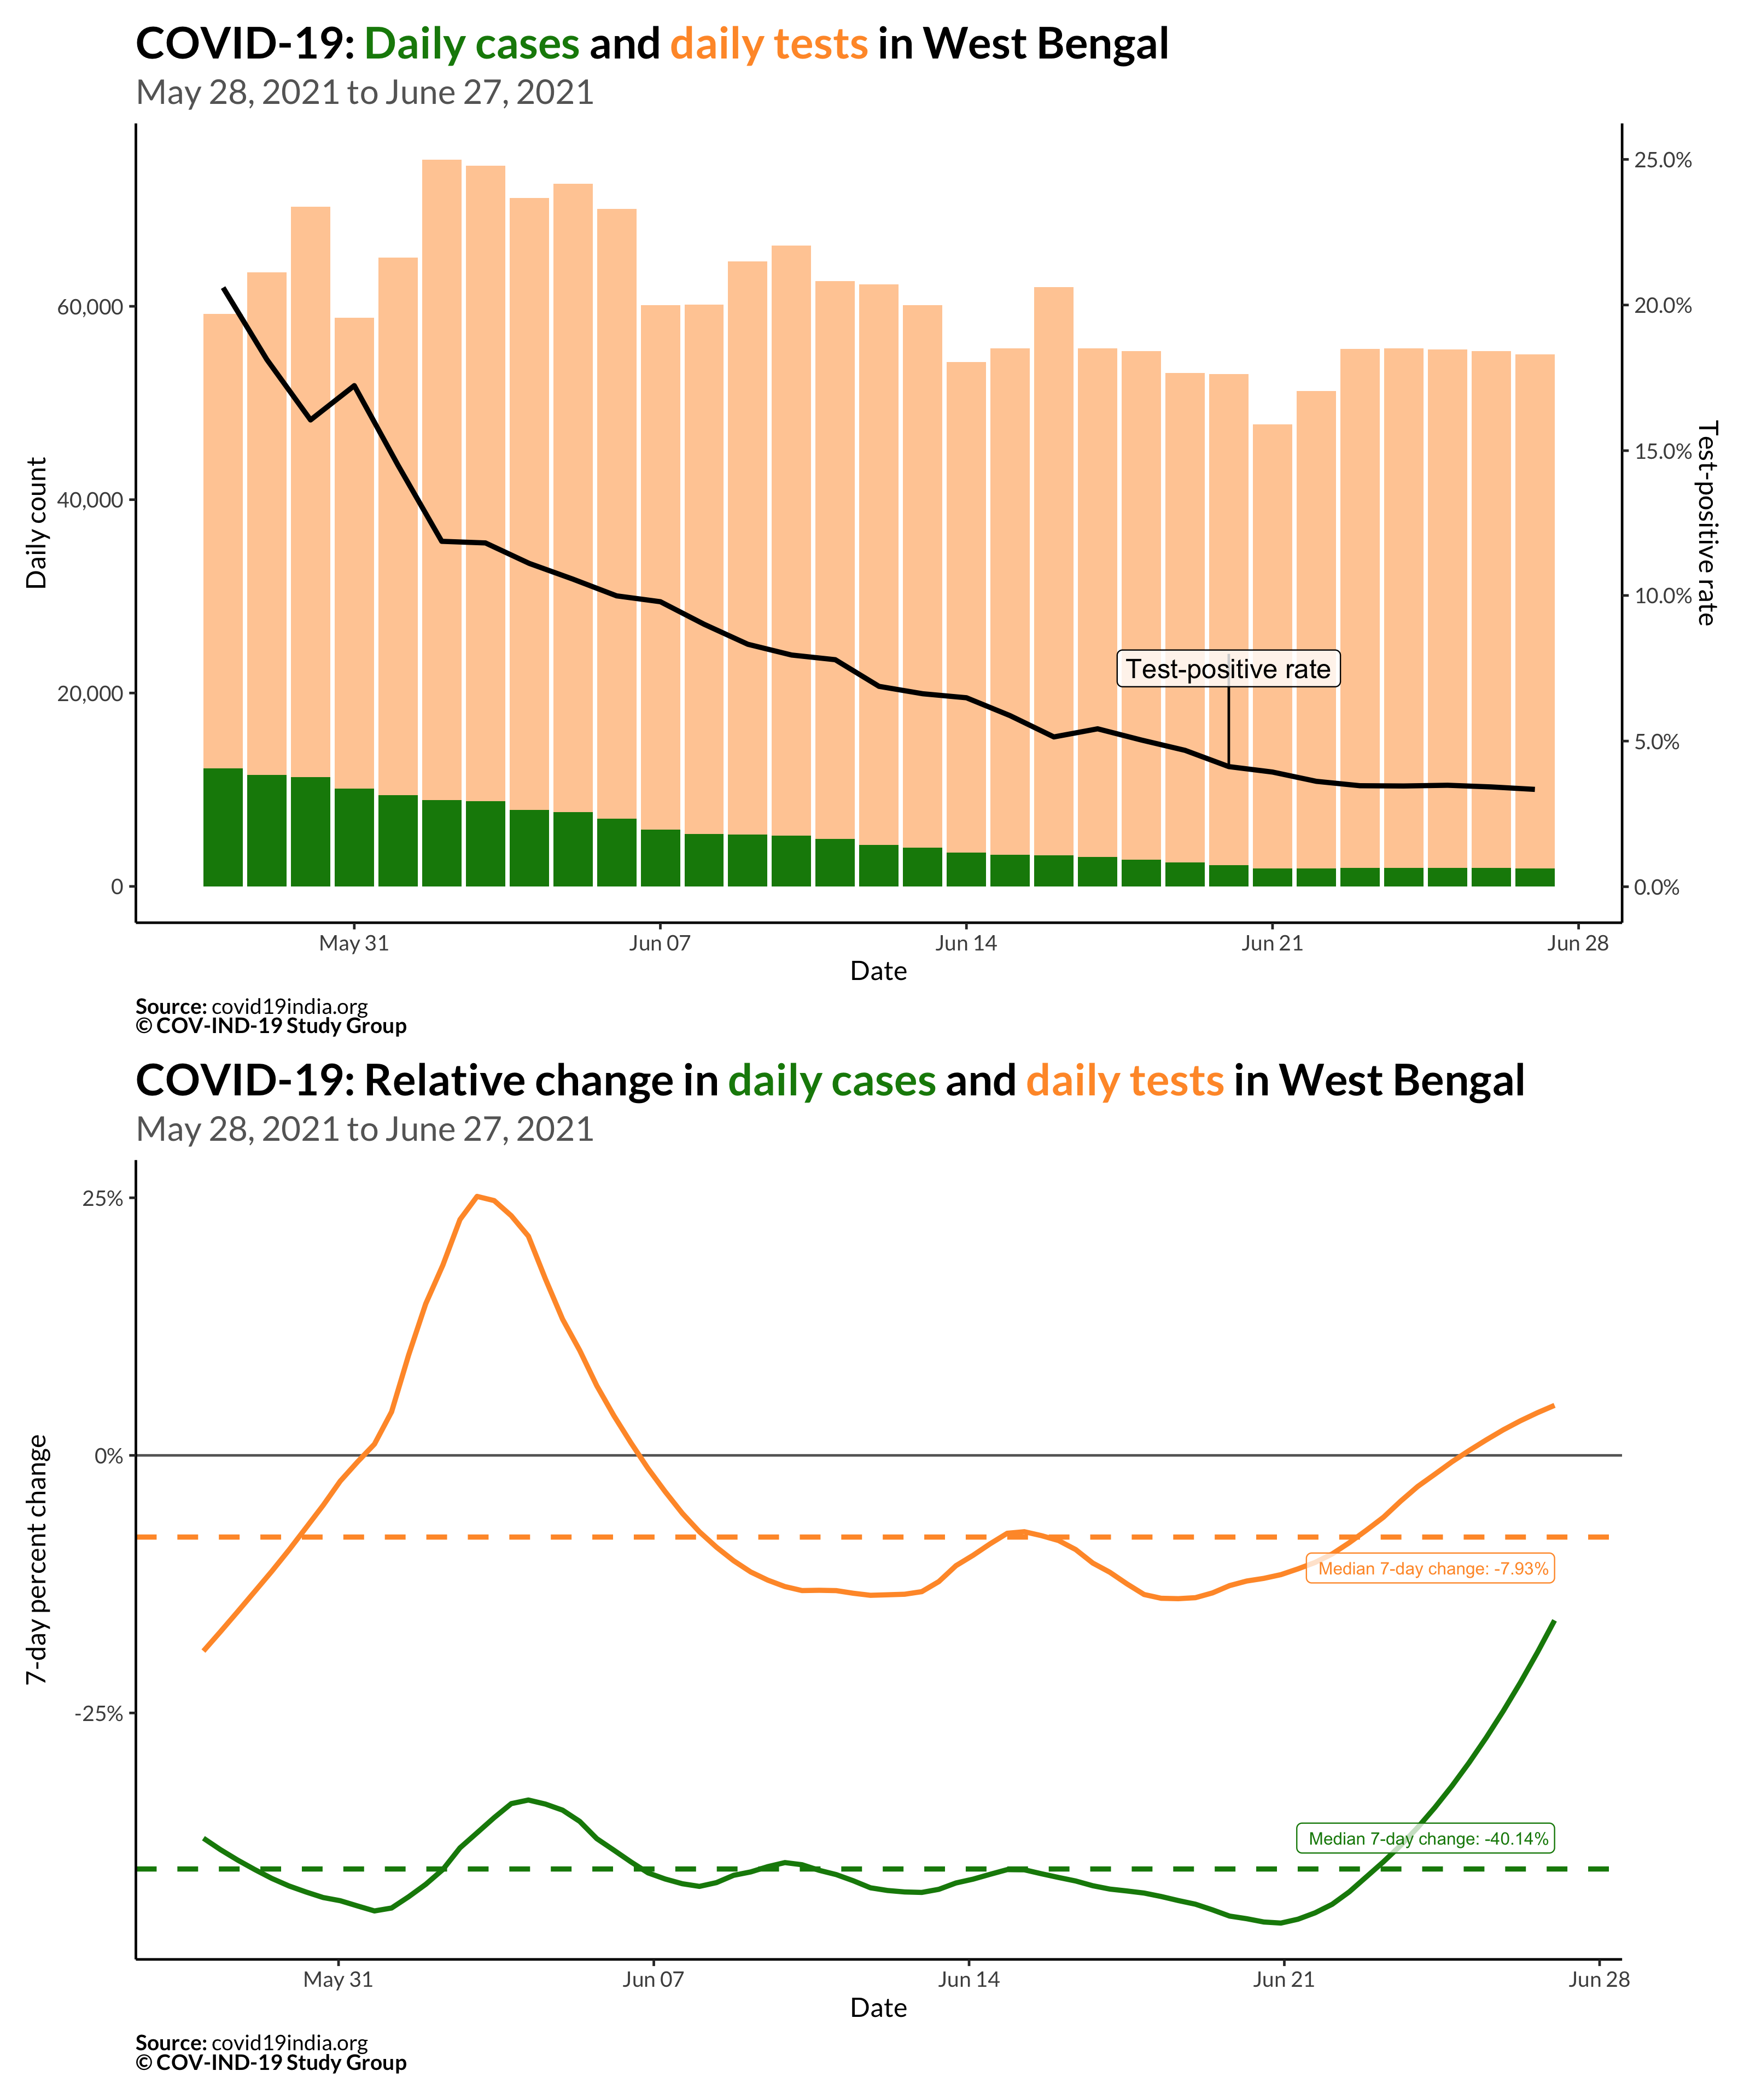 COVID-19: Daily cases and daily tests in West Bengal
May 28, 2021 to June 27, 2021
25.0%
20.0%
15.0%
10.0%
5.0%
0.0%
60,000
40,000
20,000
0
Daily count
Test-positive rate
Test-positive rate
May 31
Jun 07
Jun 14
Jun 21
Jun 28
Date
Source: covid19india.org
© COV-IND-19 Study Group
COVID-19: Relative change in daily cases and daily tests in West Bengal
May 28, 2021 to June 27, 2021
25%
0%
-25%
7-day percent change
Median 7-day change: -7.93%
Median 7-day change: -40.14%
May 31
Jun 07
Jun 14
Jun 21
Jun 28
Date
Source: covid19india.org
© COV-IND-19 Study Group